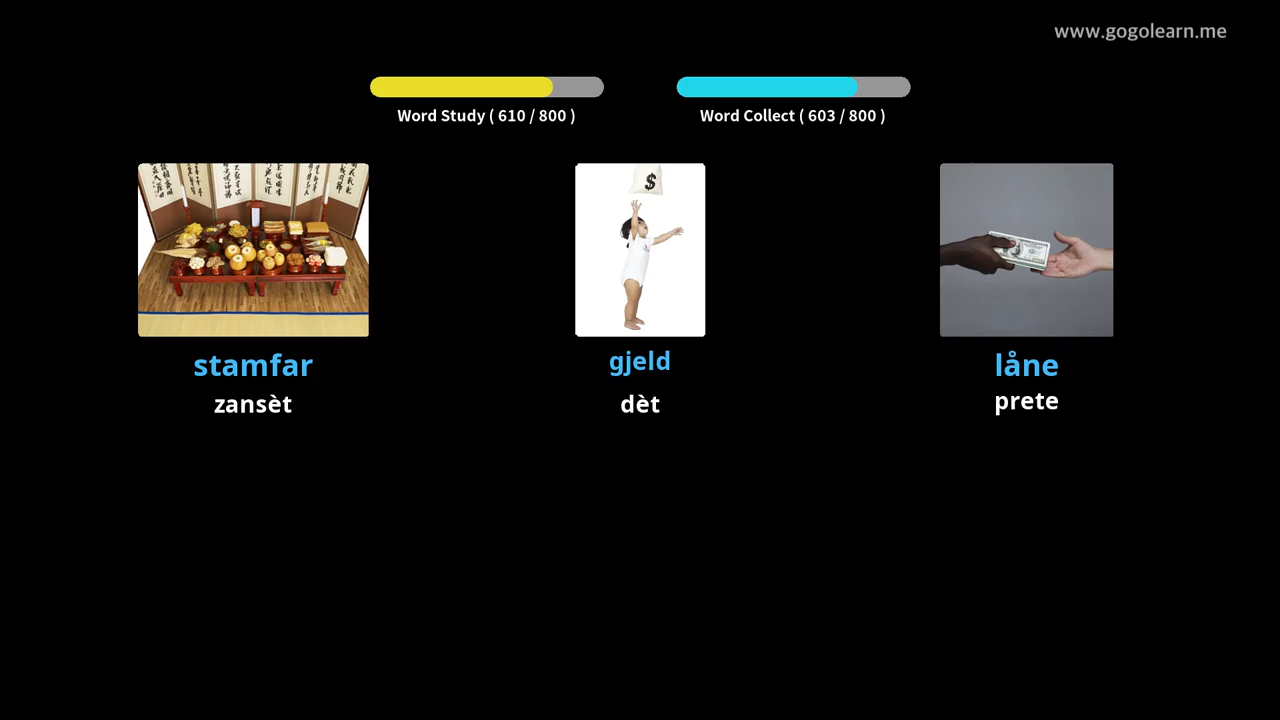 www.gogolearn.me
Word Study ( 610 / 800 )
Word Collect ( 603 / 800 )
$
stamfar
zansèt
gjeld
dèt
låne
prete